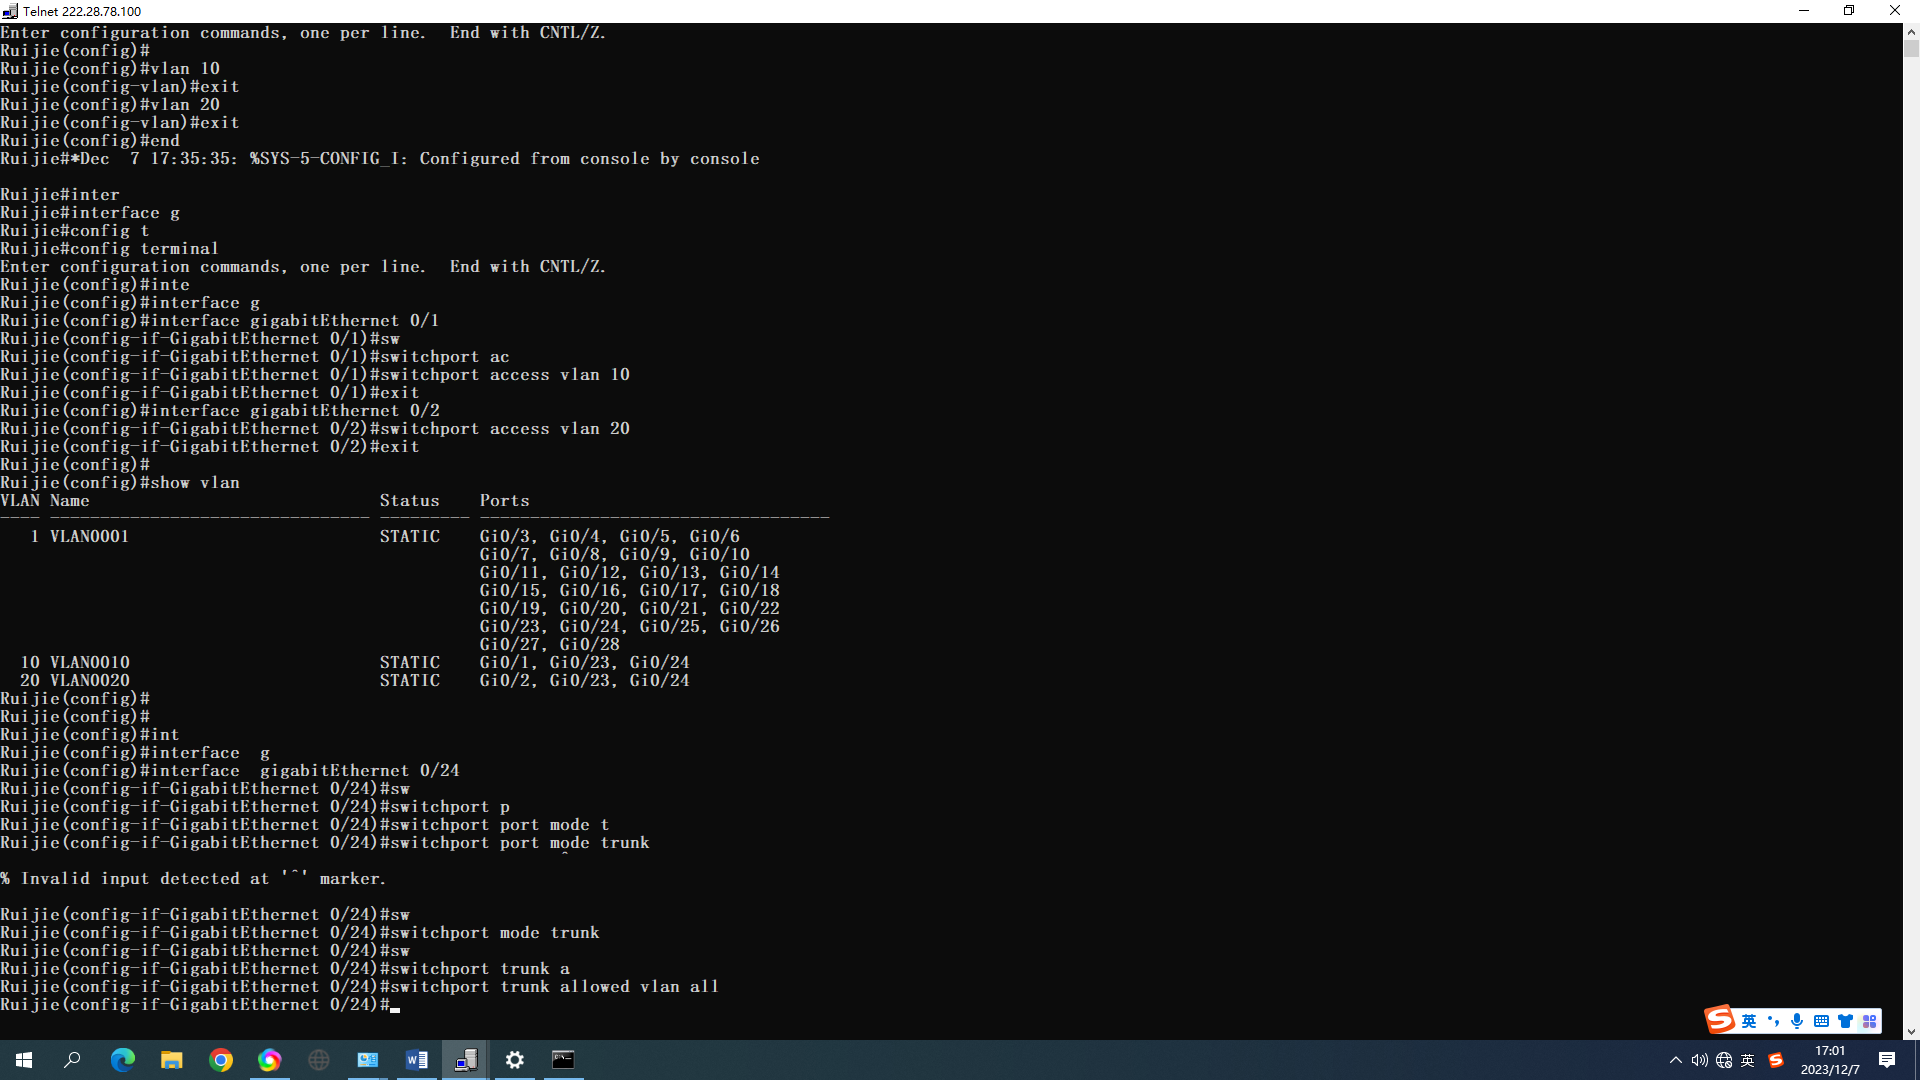 Telnet 222.28.78.100
Enter configuration commands, one per line.  End with CNTL/Z.
Ruijie(config)#
Ruijie(config)#vlan 10
Ruijie(config-vlan)#exit
Ruijie(config)#vlan 20
Ruijie(config-vlan)#exit
Ruijie(config)#end
Ruijie#*Dec  7 17:35:35: %SYS-5-CONFIG_I: Configured from console by console
Ruijie#inter
Ruijie#interface g
Ruijie#config t
Ruijie#config terminal
Enter configuration commands, one per line.  End with CNTL/Z.
Ruijie(config)#inte
Ruijie(config)#interface g
Ruijie(config)#interface gigabitEthernet 0/1
Ruijie(config-if-GigabitEthernet 0/1)#sw
Ruijie(config-if-GigabitEthernet 0/1)#switchport ac
Ruijie(config-if-GigabitEthernet 0/1)#switchport access vlan 10
Ruijie(config-if-GigabitEthernet 0/1)#exit
Ruijie(config)#interface gigabitEthernet 0/2
Ruijie(config-if-GigabitEthernet 0/2)#switchport access vlan 20
Ruijie(config-if-GigabitEthernet 0/2)#exit
Ruijie(config)#
Ruijie(config)#show vlan
VLAN Name                             Status    Ports
---- -------------------------------- --------- -----------------------------------
   1 VLAN0001                         STATIC    Gi0/3, Gi0/4, Gi0/5, Gi0/6
                                                Gi0/7, Gi0/8, Gi0/9, Gi0/10
                                                Gi0/11, Gi0/12, Gi0/13, Gi0/14
                                                Gi0/15, Gi0/16, Gi0/17, Gi0/18
                                                Gi0/19, Gi0/20, Gi0/21, Gi0/22
                                                Gi0/23, Gi0/24, Gi0/25, Gi0/26
                                                Gi0/27, Gi0/28
  10 VLAN0010                         STATIC    Gi0/1, Gi0/23, Gi0/24
  20 VLAN0020                         STATIC    Gi0/2, Gi0/23, Gi0/24
Ruijie(config)#
Ruijie(config)#
Ruijie(config)#int
Ruijie(config)#interface  g
Ruijie(config)#interface  gigabitEthernet 0/24
Ruijie(config-if-GigabitEthernet 0/24)#sw
Ruijie(config-if-GigabitEthernet 0/24)#switchport p
Ruijie(config-if-GigabitEthernet 0/24)#switchport port mode t
Ruijie(config-if-GigabitEthernet 0/24)#switchport port mode trunk
                                                        ^
% Invalid input detected at '^' marker.
Ruijie(config-if-GigabitEthernet 0/24)#sw
Ruijie(config-if-GigabitEthernet 0/24)#switchport mode trunk
Ruijie(config-if-GigabitEthernet 0/24)#sw
Ruijie(config-if-GigabitEthernet 0/24)#switchport trunk a
Ruijie(config-if-GigabitEthernet 0/24)#switchport trunk allowed vlan all
Ruijie(config-if-GigabitEthernet 0/24)#
英
英
17:01
2023/12/7